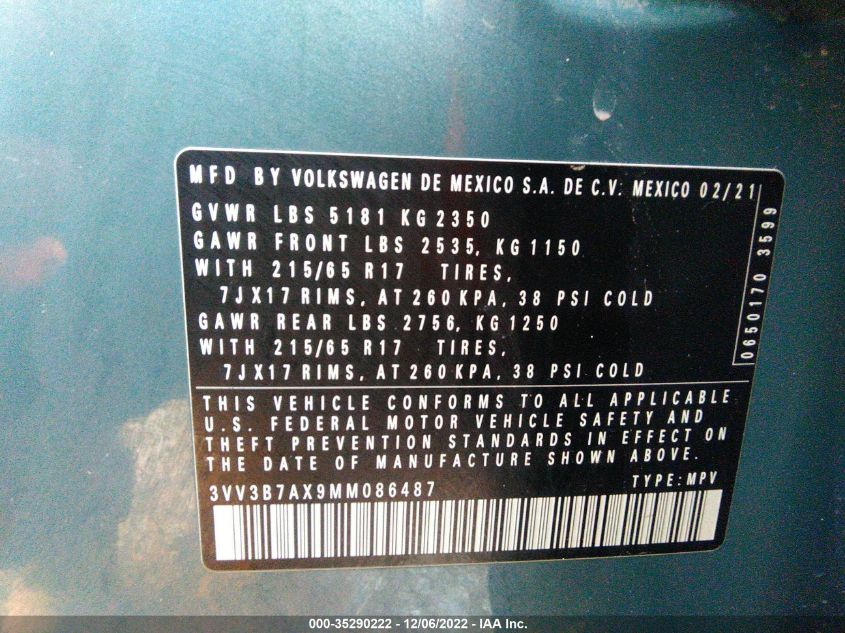 MFD BY VOLKSWAGEN DE MEXICO S.A. DE C.V. MEXICO 02/21
GVWR LBS 5181 KG 2350
GAWR FRONT LBS 2535, KG 1150
WITH 215/65 R17 TIRES,
7JX17 RIMS, AT 260 KPA, 38 PSI COLD
GAWR REAR LBS 2756, KG 1250
WITH 215/65 R17 TIRES,
7JX17 RIMS, AT 260 KPA, 38 PSI COLD
0650170 3599
THIS VEHICLE CONFORMS TO ALL APPLICABLE
U.S. FEDERAL MOTOR VEHICLE SAFETY AND
THEFT PREVENTION STANDARDS IN EFFECT ON
THE DATE OF MANUFACTURE SHOWN ABOVE.
3VV3B7AX9MM086487 TYPE: MPV
000-35290222 - 12/06/2022 - IAA Inc.